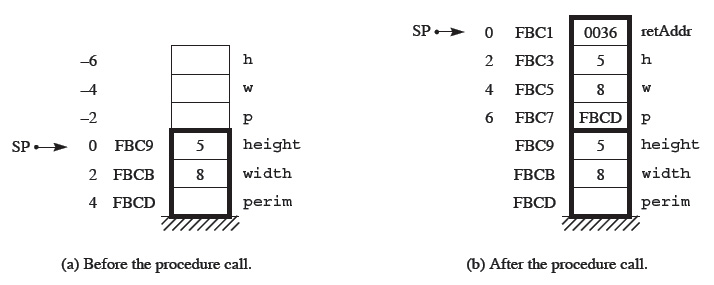 –6 h
–4 w
–2 p
SP 0 FBC9 5 height
2 FBCB 8 width
4 FBCD perim
(a) Before the procedure call.
SP 0 FBC1 0036 retAddr
2 FBC3 5 h
4 FBC5 8 w
6 FBC7 FBCD p
FBC9 5 height
FBCB 8 width
FBCD perim
(b) After the procedure call.